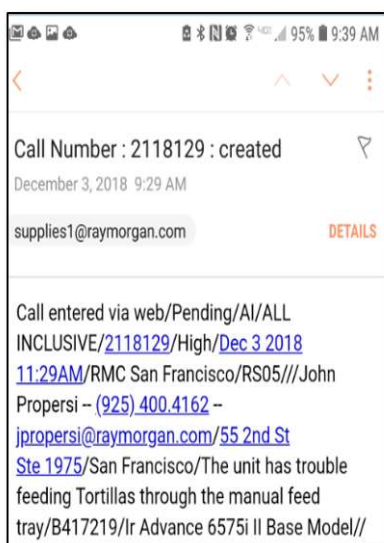 95% 9:39 AM
Call Number : 2118129 : created
December 3, 2018 9:29 AM
supplies1@raymorgan.com
DETAILS
Call entered via web/Pending/AI/ALL
INCLUSIVE/2118129/High/Dec 3 2018
11:29AM/RMC San Francisco/RS05///John
Propersi – (925) 400.4162 –
jpropersi@raymorgan.com/55 2nd St
Ste 1975/San Francisco/The unit has trouble
feeding Tortillas through the manual feed
tray/B417219/Ir Advance 6575i II Base Model//